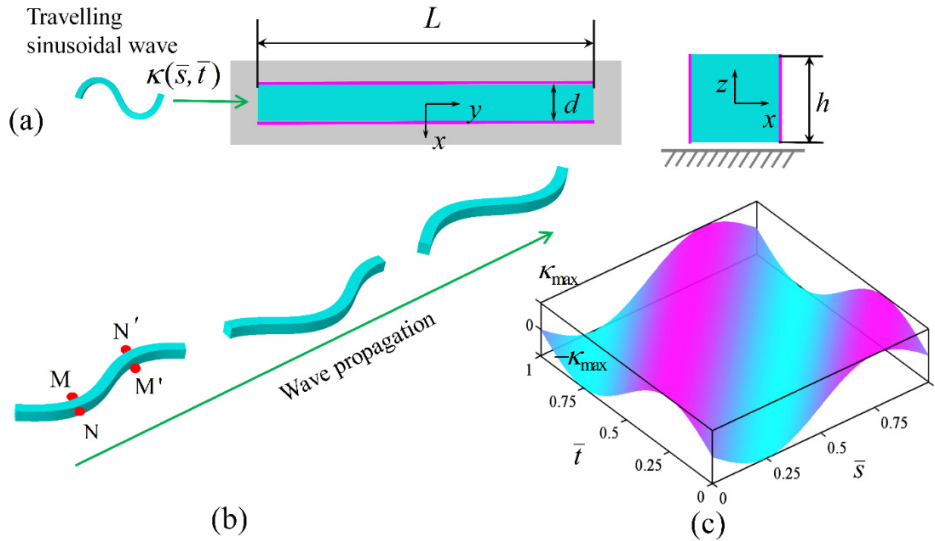 Travelling
sinusoidal wave
κ(s̅, t̅)
L
d
y
x
(a)
z
x
h
N′
M
M′
N
Wave propagation
(b)
κmax
0
−κmax
1
0.75
0.5
0.25
0
t̅
0
0.25
0.5
0.75
s̅
(c)